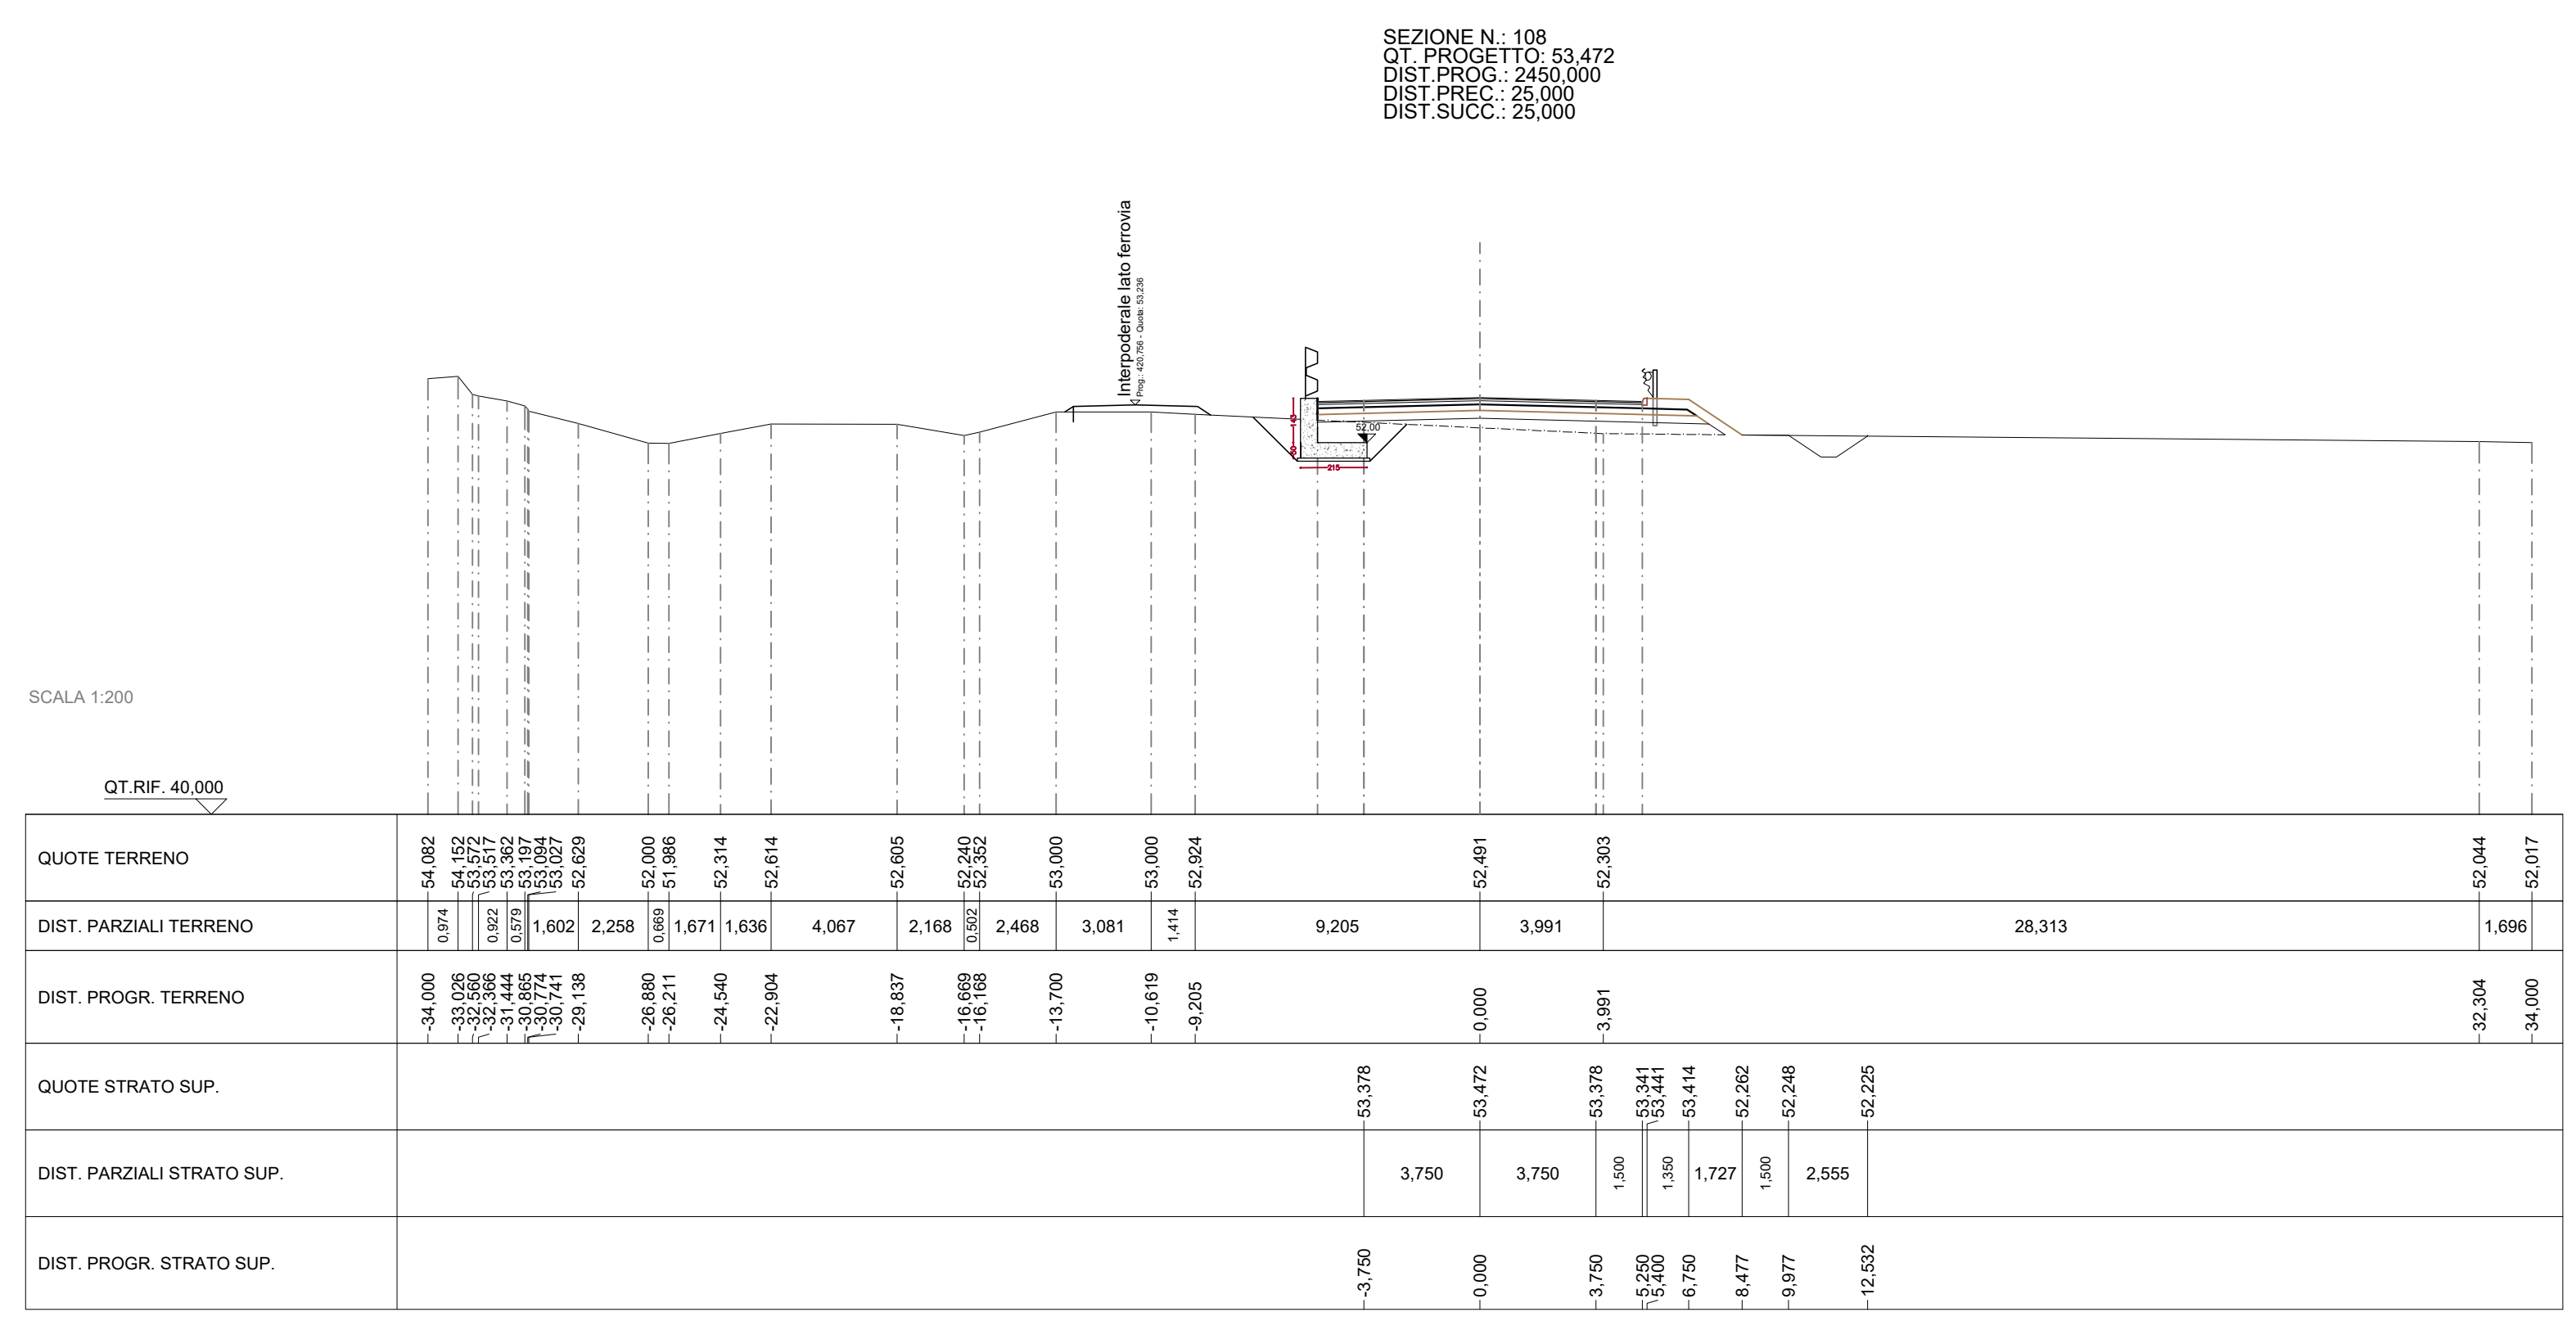 SEZIONE N.: 108
QT. PROGETTO: 53,472
DIST.PROG.: 2450,000
DIST.PREC.: 25,000
DIST.SUCC.: 25,000
Interpoderale lato ferrovia
Prog.: 420,756 - Quota: 53,236
143
50
52,00
215
SCALA 1:200
QT.RIF. 40,000
QUOTE TERRENO
54,082 54,152 53,572 53,517 53,362 53,197 53,094 53,027 52,629 52,000 51,986 52,314 52,614 52,605 52,240 52,352 53,000 53,000 52,924 52,491 52,303 52,044 52,017
DIST. PARZIALI TERRENO
0,974 0,922 0,579 1,602 2,258 0,669 1,671 1,636 4,067 2,168 0,502 2,468 3,081 1,414 9,205 3,991 28,313 1,696
DIST. PROGR. TERRENO
-34,000 -33,026 -32,560 -32,366 -31,444 -30,865 -30,774 -30,741 -29,138 -26,880 -26,211 -24,540 -22,904 -18,837 -16,669 -16,168 -13,700 -10,619 -9,205 0,000 3,991 32,304 34,000
QUOTE STRATO SUP.
53,378 53,472 53,378 53,341 53,441 53,414 52,262 52,248 52,225
DIST. PARZIALI STRATO SUP.
3,750 3,750 1,500 1,350 1,727 1,500 2,555
DIST. PROGR. STRATO SUP.
-3,750 0,000 3,750 5,250 5,400 6,750 8,477 9,977 12,532